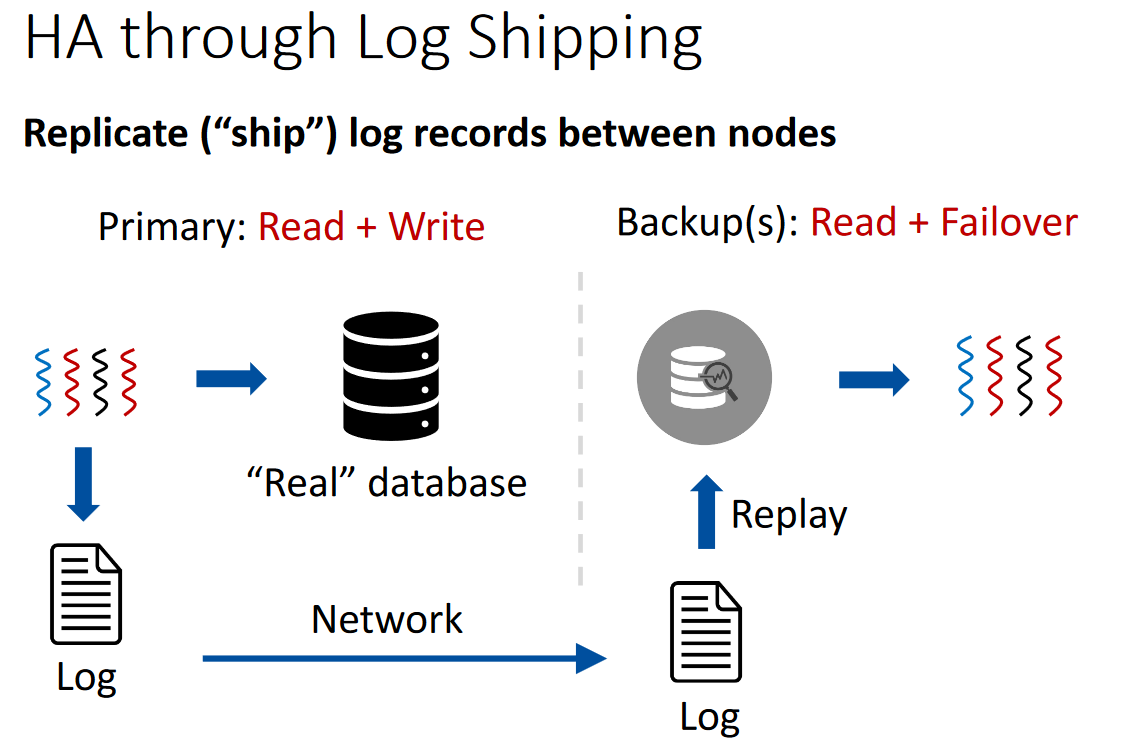 HA through Log Shipping
Replicate (“ship”) log records between nodes
Primary: Read + Write
Backup(s): Read + Failover
“Real” database
Replay
Network
Log
Log